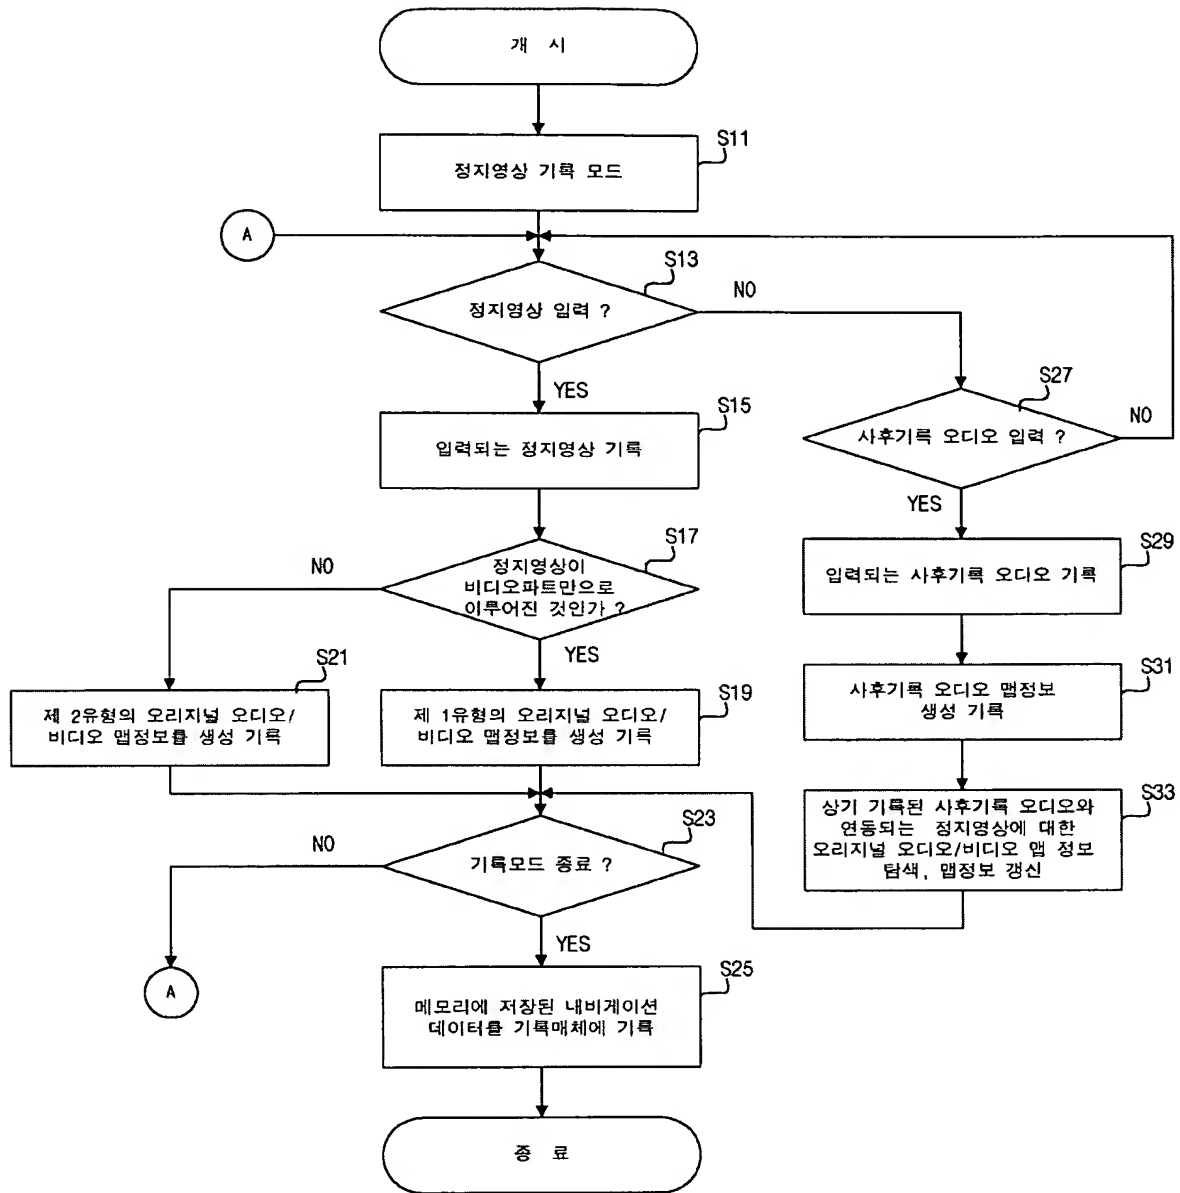 개 시
S11
정지영상 기록 모드
A
S13
정지영상 입력 ?
NO
YES
S27
사후기록 오디오 입력 ?
NO
YES
S15
입력되는 정지영상 기록
S17
정지영상이
비디오파트만으로
이루어진 것인가 ?
NO
YES
S29
입력되는 사후기록 오디오 기록
S21
제 2유형의 오리지널 오디오/
비디오 맵정보를 생성 기록
S19
제 1유형의 오리지널 오디오/
비디오 맵정보를 생성 기록
S31
사후기록 오디오 맵정보
생성 기록
S33
상기 기록된 사후기록 오디오와
연동되는 정지영상에 대한
오리지널 오디오/비디오 맵 정보
탐색, 맵정보 갱신
S23
기록모드 종료 ?
NO
YES
A
S25
메모리에 저장된 내비게이션
데이터를 기록매체에 기록
종 료